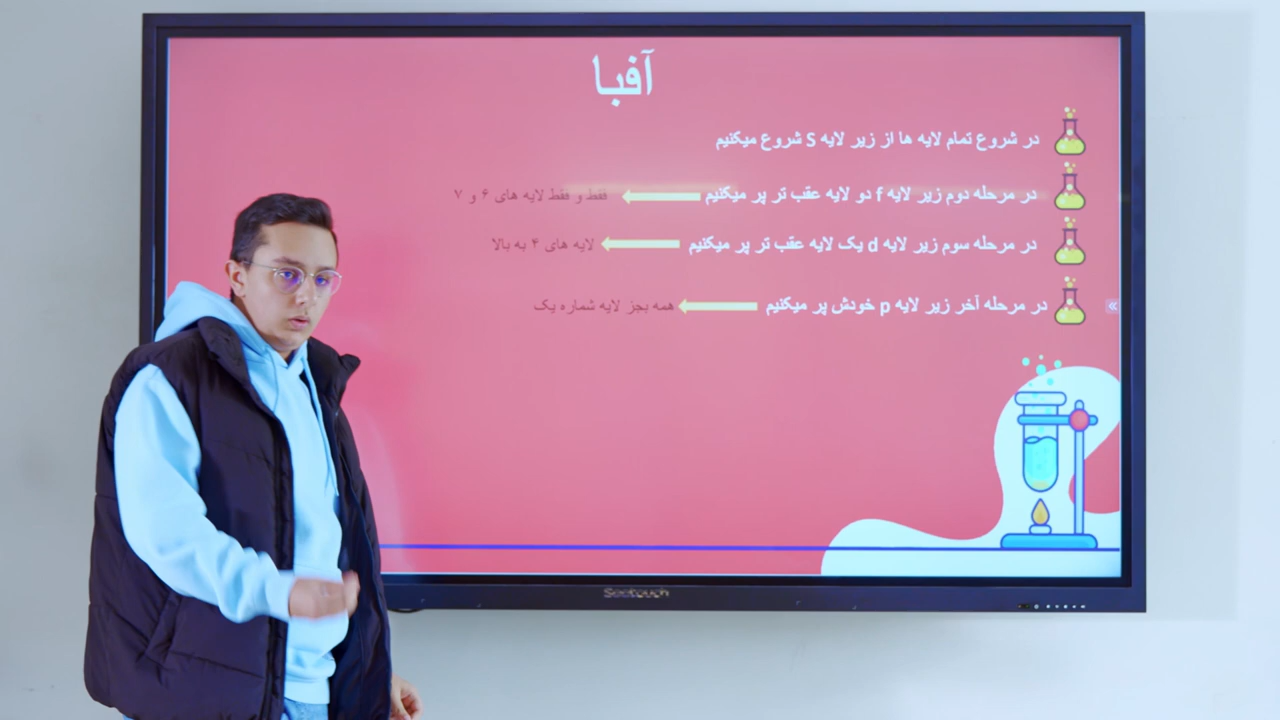 آفبا
در شروع تمام لایه ها از زیر لایه S شروع میکنیم
در مرحله دوم زیر لایه f دو لایه عقب تر پر میکنیم فقط و فقط لایه های ۶ و ۷
در مرحله سوم زیر لایه d یک لایه عقب تر پر میکنیم لایه های ۴ به بالا
در مرحله آخر زیر لایه p خودش پر میکنیم همه بجز لایه شماره یک
Seetouch